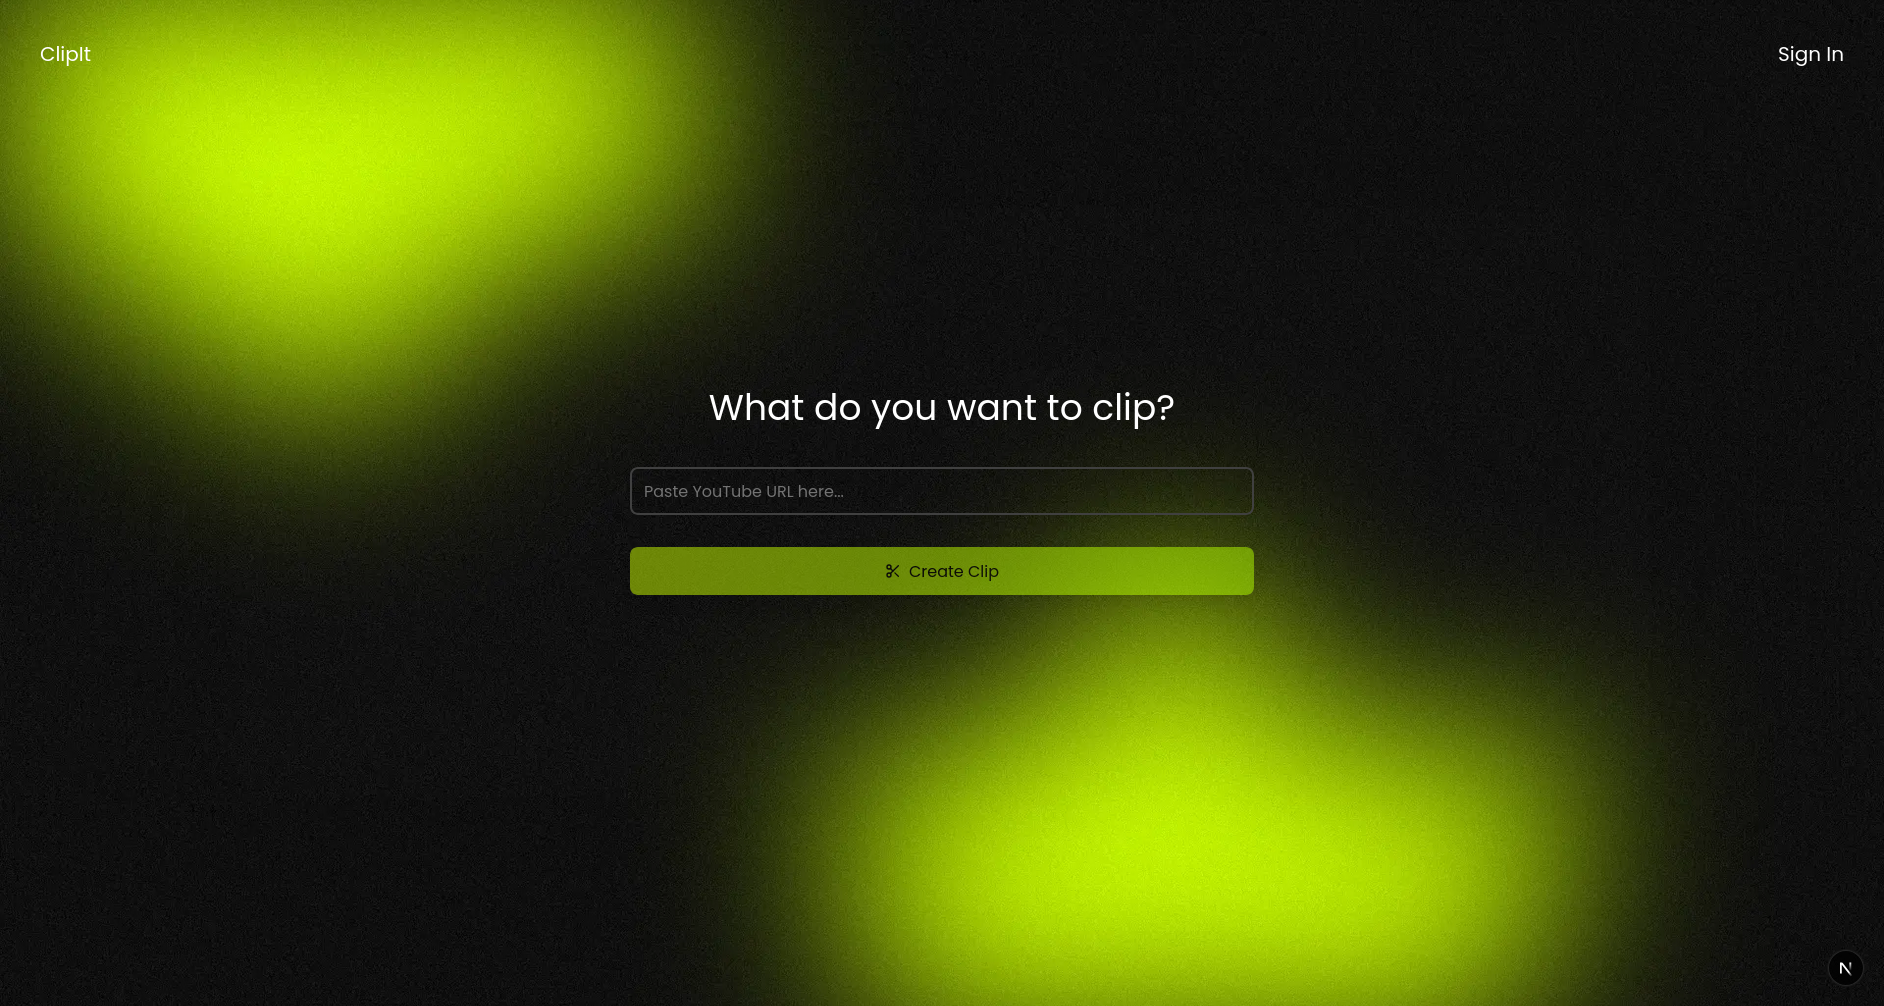 ClipIt
Sign In
What do you want to clip?
Paste YouTube URL here...
Create Clip
N